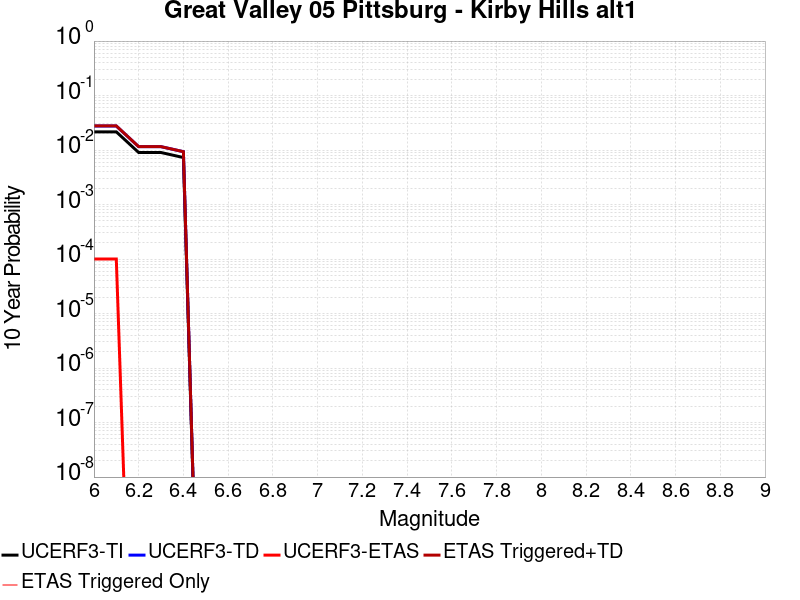 Great Valley 05 Pittsburg - Kirby Hills alt1
10 Year Probability
10^0
10^-1
10^-2
10^-3
10^-4
10^-5
10^-6
10^-7
10^-8
6 6.2 6.4 6.6 6.8 7 7.2 7.4 7.6 7.8 8 8.2 8.4 8.6 8.8 9
Magnitude
UCERF3-TI UCERF3-TD UCERF3-ETAS ETAS Triggered+TD
ETAS Triggered Only